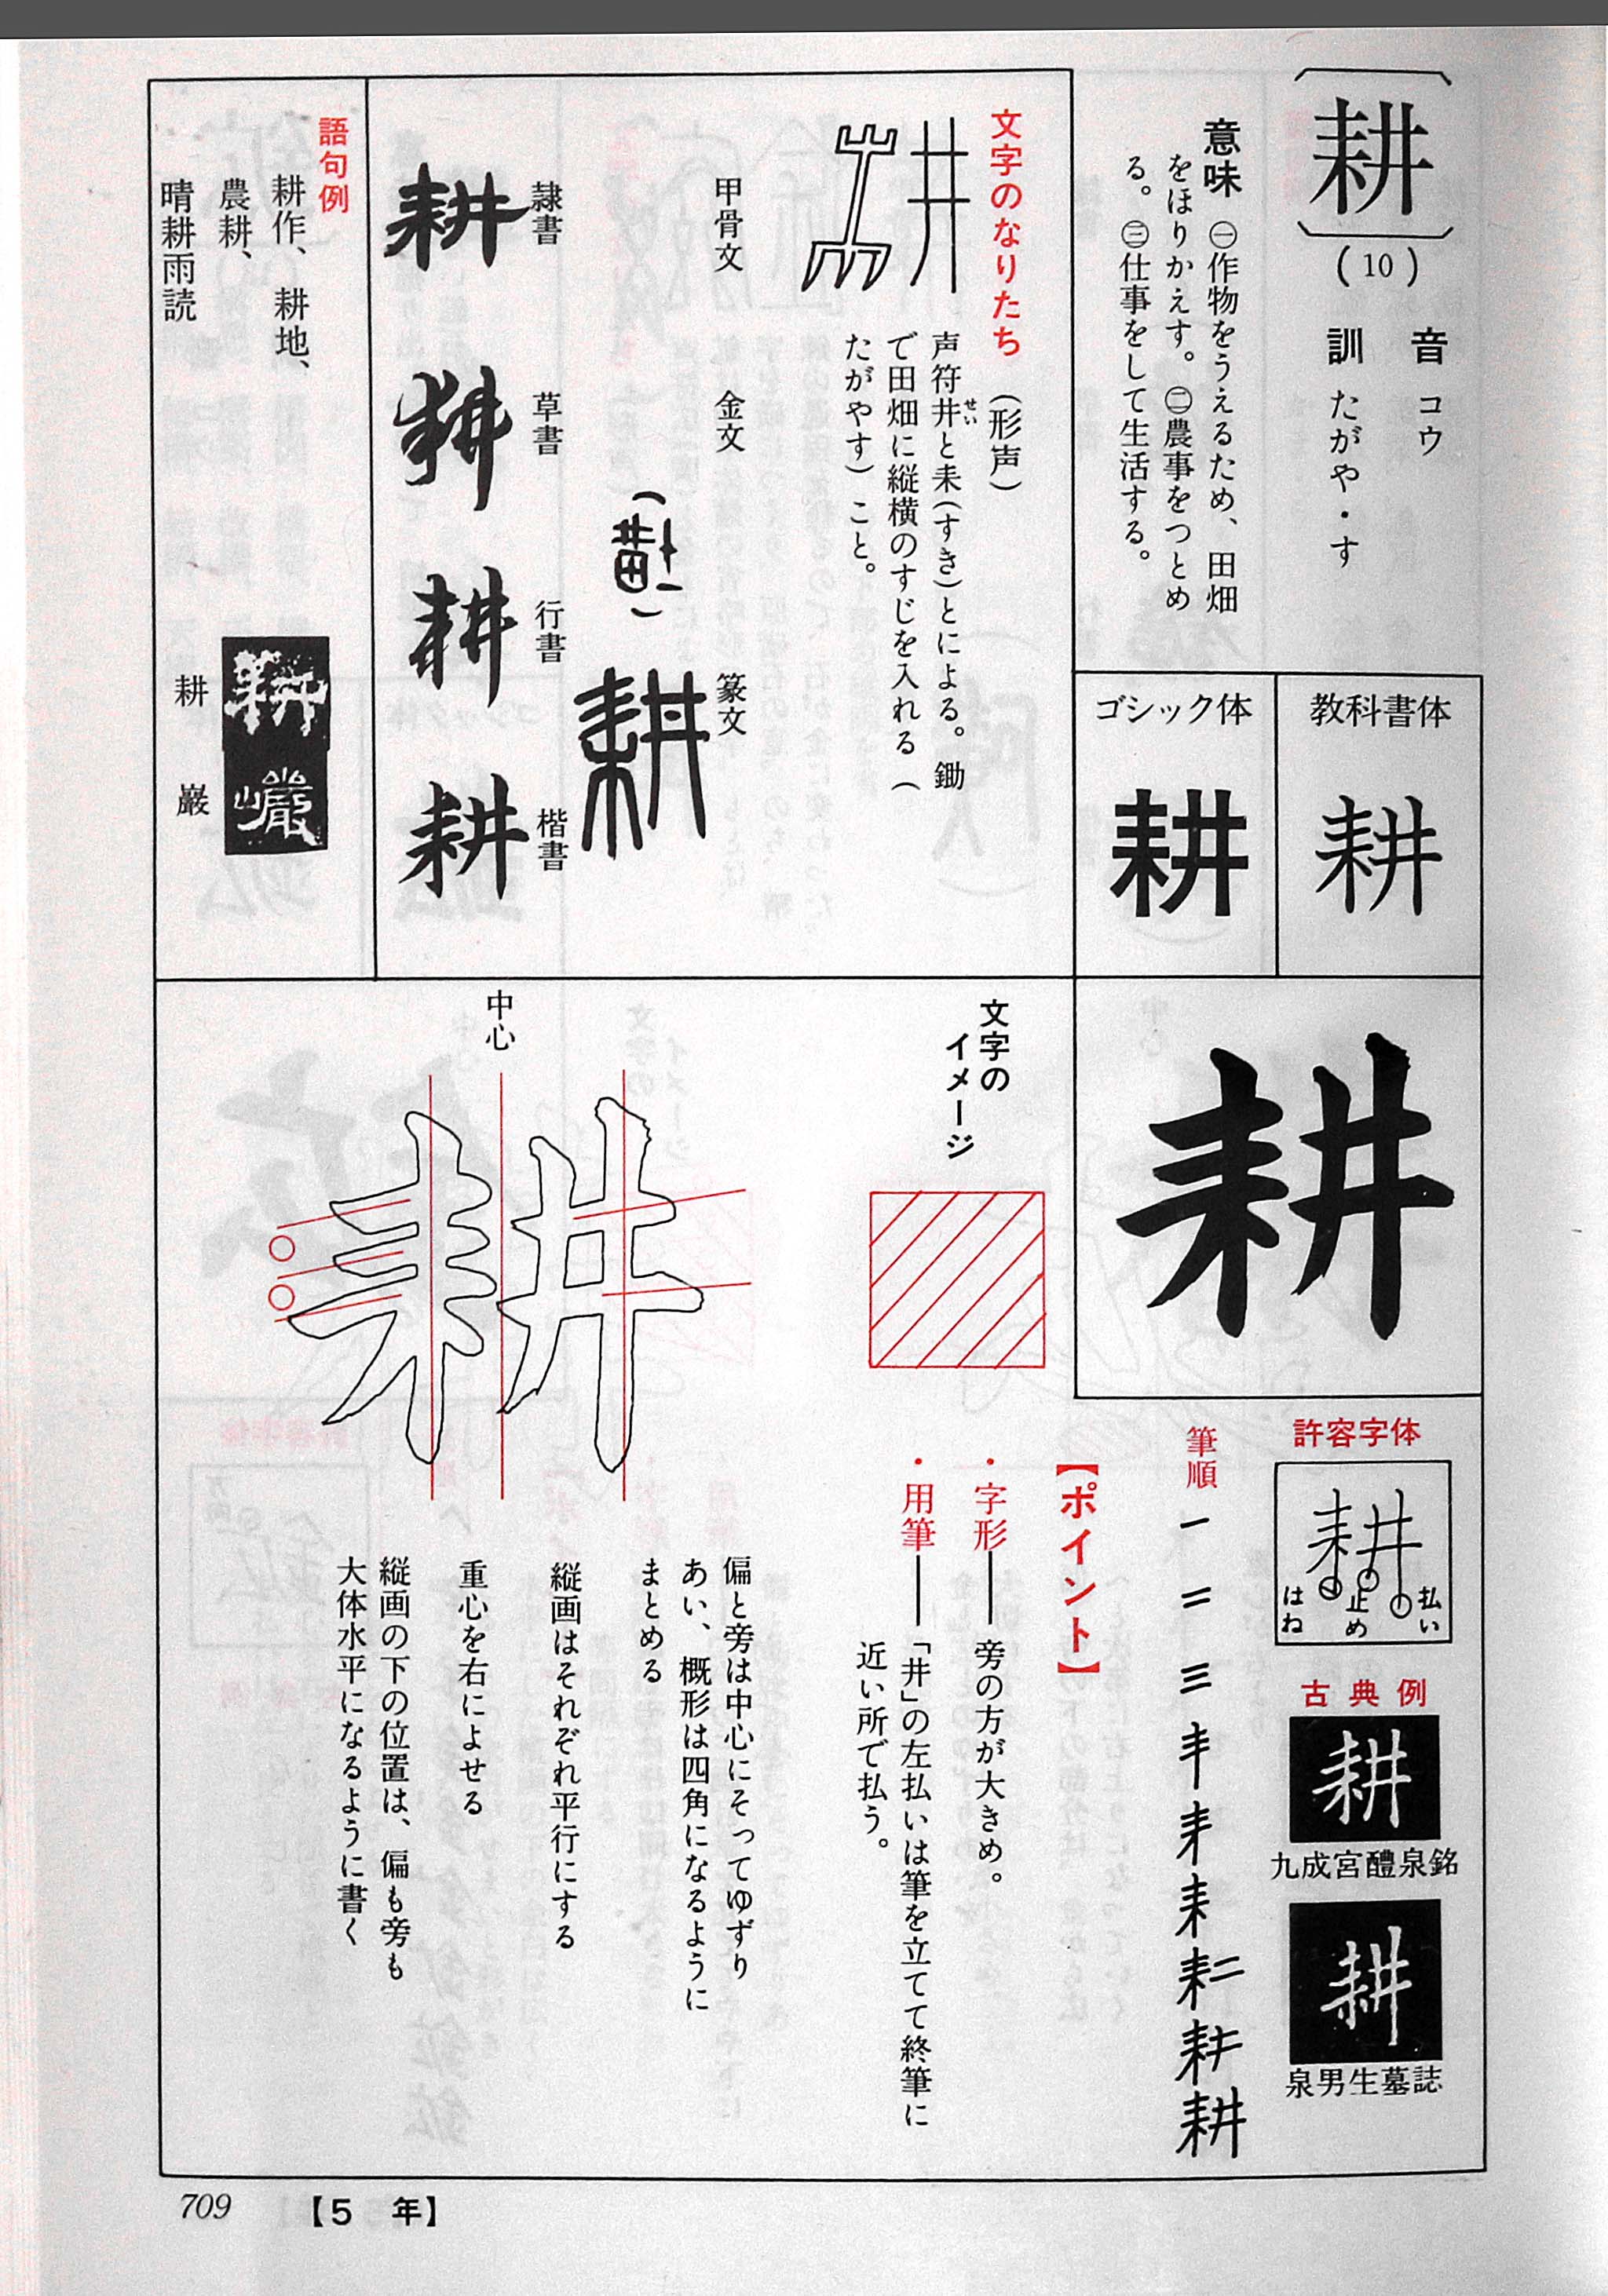 耕
(10)
音 コウ
訓 たがや・す
意味 ㊀作物をうえるため、田畑
をほりかえす。㊁農事をつとめ
る。㊂仕事をして生活する。
教科書体
耕
ゴシック体
耕
文字のなりたち（形声）
声符井せいと耒(すき)とによる。鋤
で田畑に縦横のすじを入れる（
たがやす）こと。
甲骨文
金文
篆文
耕
隷書
耕
草書
耕
行書
耕
楷書
耕
語句例
耕作、耕地、
農耕、
晴耕雨読
耕巖
耕 巌
耕
許容字体
耕
払い
止め
はね
古典例
耕
九成宮醴泉銘
耕
泉男生墓誌
筆順
耕
【ポイント】
・字形──旁の方が大きめ。
・用筆──「井」の左払いは筆を立てて終筆に
近い所で払う。
文字の
イメージ
中心
耕
偏と旁は中心にそってゆずり
あい、概形は四角になるように
まとめる
縦画はそれぞれ平行にする
重心を右によせる
縦画の下の位置は、偏も旁も
大体水平になるように書く
709
【5 年】